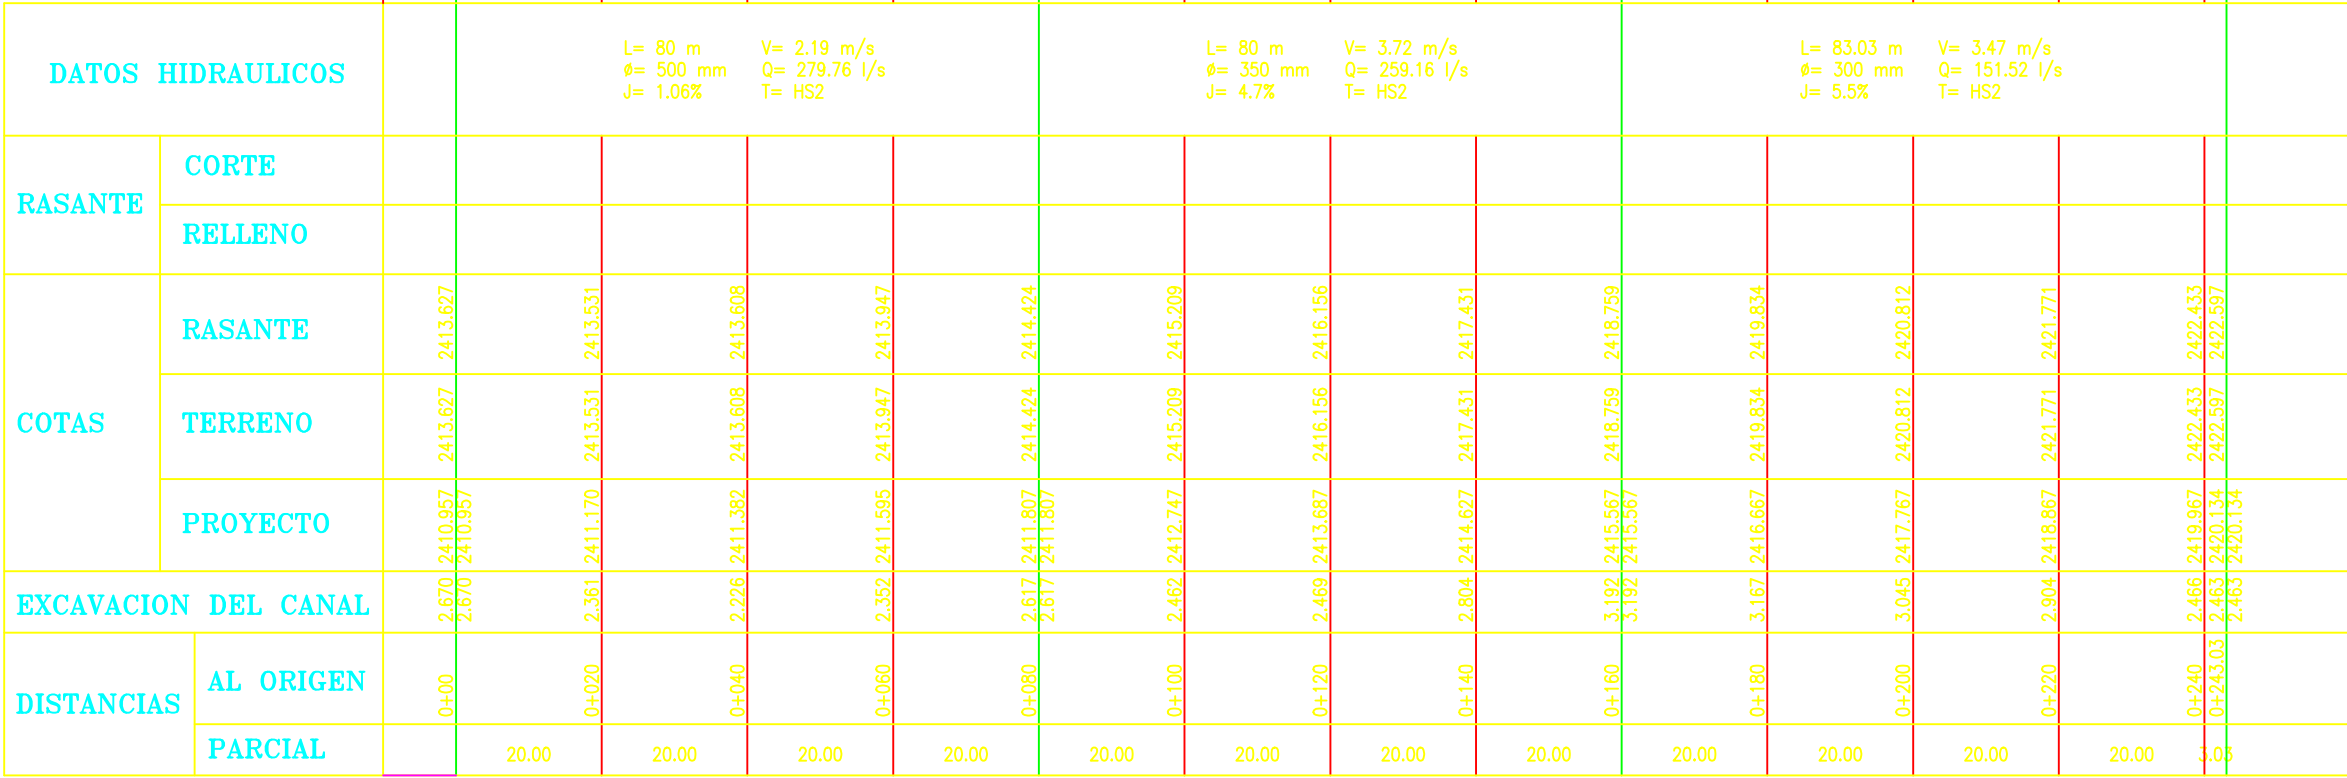 DATOS HIDRAULICOS
L= 80 m V= 2.19 m/s
ø= 500 mm Q= 279.76 l/s
J= 1.06% T= HS2
L= 80 m V= 3.72 m/s
ø= 350 mm Q= 259.16 l/s
J= 4.7% T= HS2
L= 83.03 m V= 3.47 m/s
ø= 300 mm Q= 151.52 l/s
J= 5.5% T= HS2
RASANTE
CORTE
RELLENO
COTAS
RASANTE
2413.627 2413.531 2413.608 2413.947 2414.424 2415.209 2416.156 2417.431 2418.759 2419.834 2420.812 2421.771 2422.433 2422.597
TERRENO
2413.627 2413.531 2413.608 2413.947 2414.424 2415.209 2416.156 2417.431 2418.759 2419.834 2420.812 2421.771 2422.433 2422.597
PROYECTO
2410.957 2410.957 2411.170 2411.382 2411.595 2411.807 2411.807 2412.747 2413.687 2414.627 2415.567 2415.567 2416.667 2417.767 2418.867 2419.967 2420.134 2420.134
EXCAVACION DEL CANAL
2.670 2.670 2.361 2.226 2.352 2.617 2.617 2.462 2.469 2.804 3.192 3.192 3.167 3.045 2.904 2.466 2.463 2.463
DISTANCIAS
AL ORIGEN
0+00 0+020 0+040 0+060 0+080 0+100 0+120 0+140 0+160 0+180 0+200 0+220 0+240 0+243.03
PARCIAL
20.00 20.00 20.00 20.00 20.00 20.00 20.00 20.00 20.00 20.00 20.00 20.00 3.03